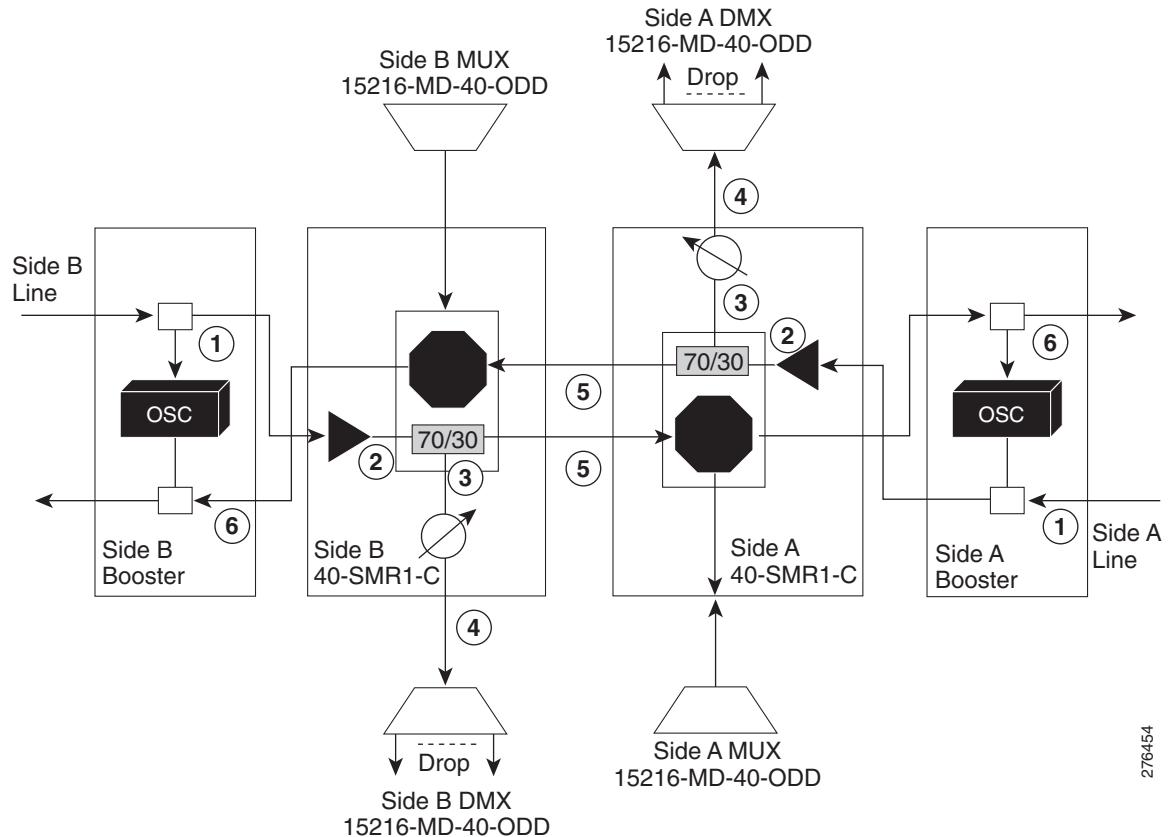 Side A DMX
15216-MD-40-ODD
Drop
Side B MUX
15216-MD-40-ODD
4
Side B
Line
3
1
2
6
70/30
OSC
5
OSC
70/30
2
5
3
6
1
Side B
Booster
Side B
40-SMR1-C
Side A
40-SMR1-C
Side A
Booster
Side A
Line
4
Drop
Side B DMX
15216-MD-40-ODD
Side A MUX
15216-MD-40-ODD
276454